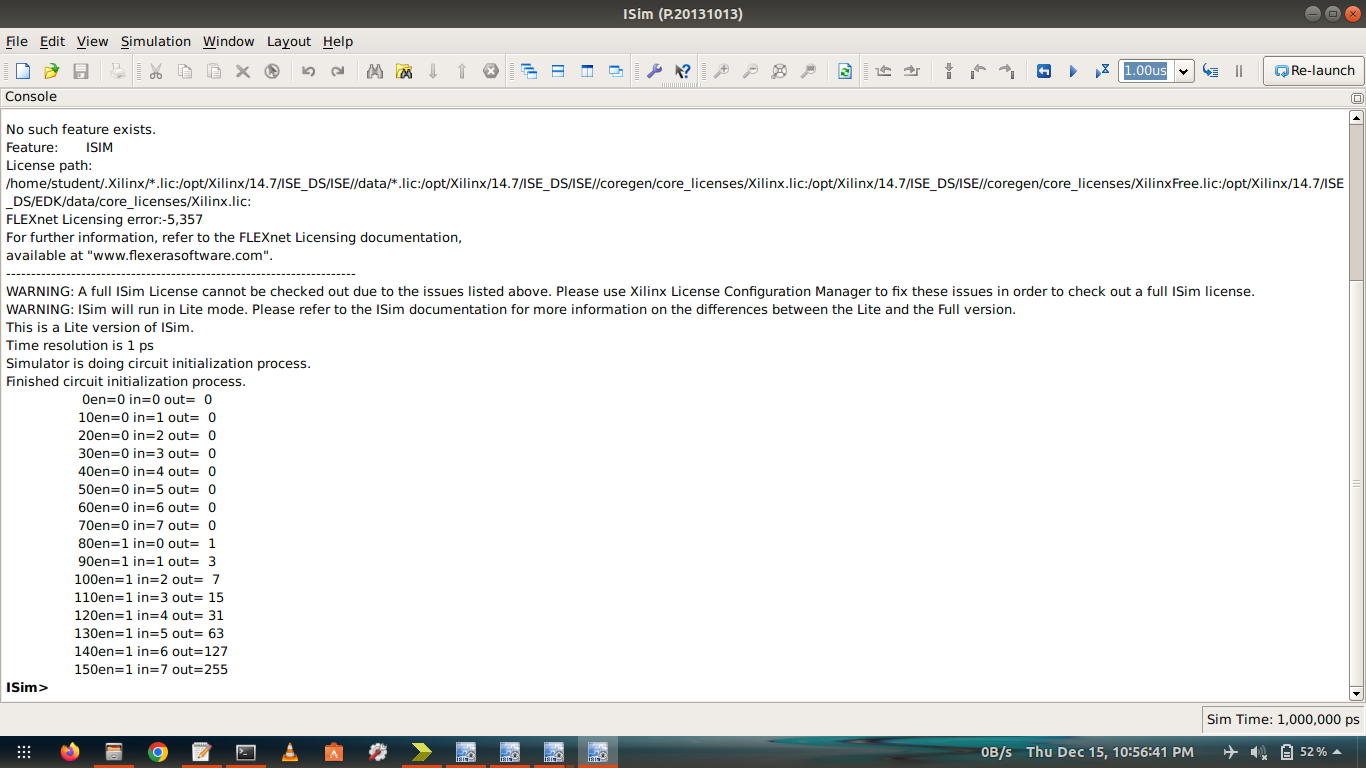 ISim (P.20131013)
File Edit View Simulation Window Layout Help
1.00us Re-launch
Console
No such feature exists.
Feature: ISIM
License path:
/home/student/.Xilinx/*.lic:/opt/Xilinx/14.7/ISE_DS/ISE//data/*.lic:/opt/Xilinx/14.7/ISE_DS/ISE//coregen/core_licenses/Xilinx.lic:/opt/Xilinx/14.7/ISE_DS/ISE//coregen/core_licenses/XilinxFree.lic:/opt/Xilinx/14.7/ISE
_DS/EDK/data/core_licenses/Xilinx.lic:
FLEXnet Licensing error:-5,357
For further information, refer to the FLEXnet Licensing documentation,
available at "www.flexerasoftware.com".
----------------------------------------------------------------------
WARNING: A full ISim License cannot be checked out due to the issues listed above. Please use Xilinx License Configuration Manager to fix these issues in order to check out a full ISim license.
WARNING: ISim will run in Lite mode. Please refer to the ISim documentation for more information on the differences between the Lite and the Full version.
This is a Lite version of ISim.
Time resolution is 1 ps
Simulator is doing circuit initialization process.
Finished circuit initialization process.
0en=0 in=0 out=  0
10en=0 in=1 out=  0
20en=0 in=2 out=  0
30en=0 in=3 out=  0
40en=0 in=4 out=  0
50en=0 in=5 out=  0
60en=0 in=6 out=  0
70en=0 in=7 out=  0
80en=1 in=0 out=  1
90en=1 in=1 out=  3
100en=1 in=2 out=  7
110en=1 in=3 out= 15
120en=1 in=4 out= 31
130en=1 in=5 out= 63
140en=1 in=6 out=127
150en=1 in=7 out=255
ISim>
Sim Time: 1,000,000 ps
0B/s Thu Dec 15, 10:56:41 PM 52 %